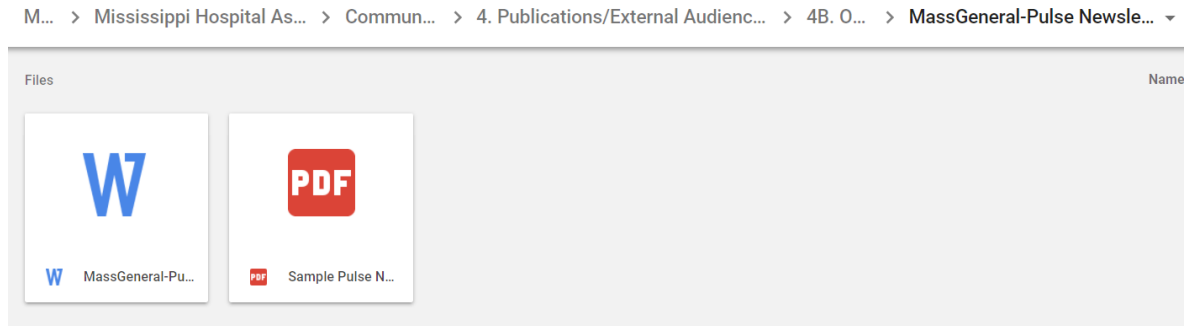 M... > Mississippi Hospital As... > Commun... > 4. Publications/External Audienc... > 4B. O... > MassGeneral-Pulse Newsle...
Files Name
W PDF
W MassGeneral-Pu... PDF Sample Pulse N...